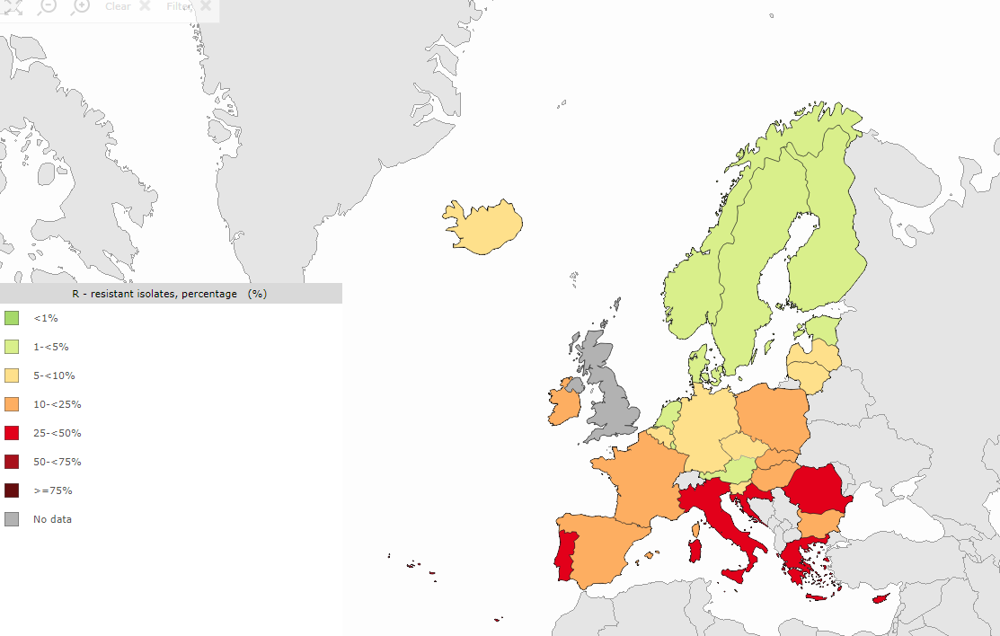 Clear Filter
R - resistant isolates, percentage (%)
<1%
1-<5%
5-<10%
10-<25%
25-<50%
50-<75%
>=75%
No data